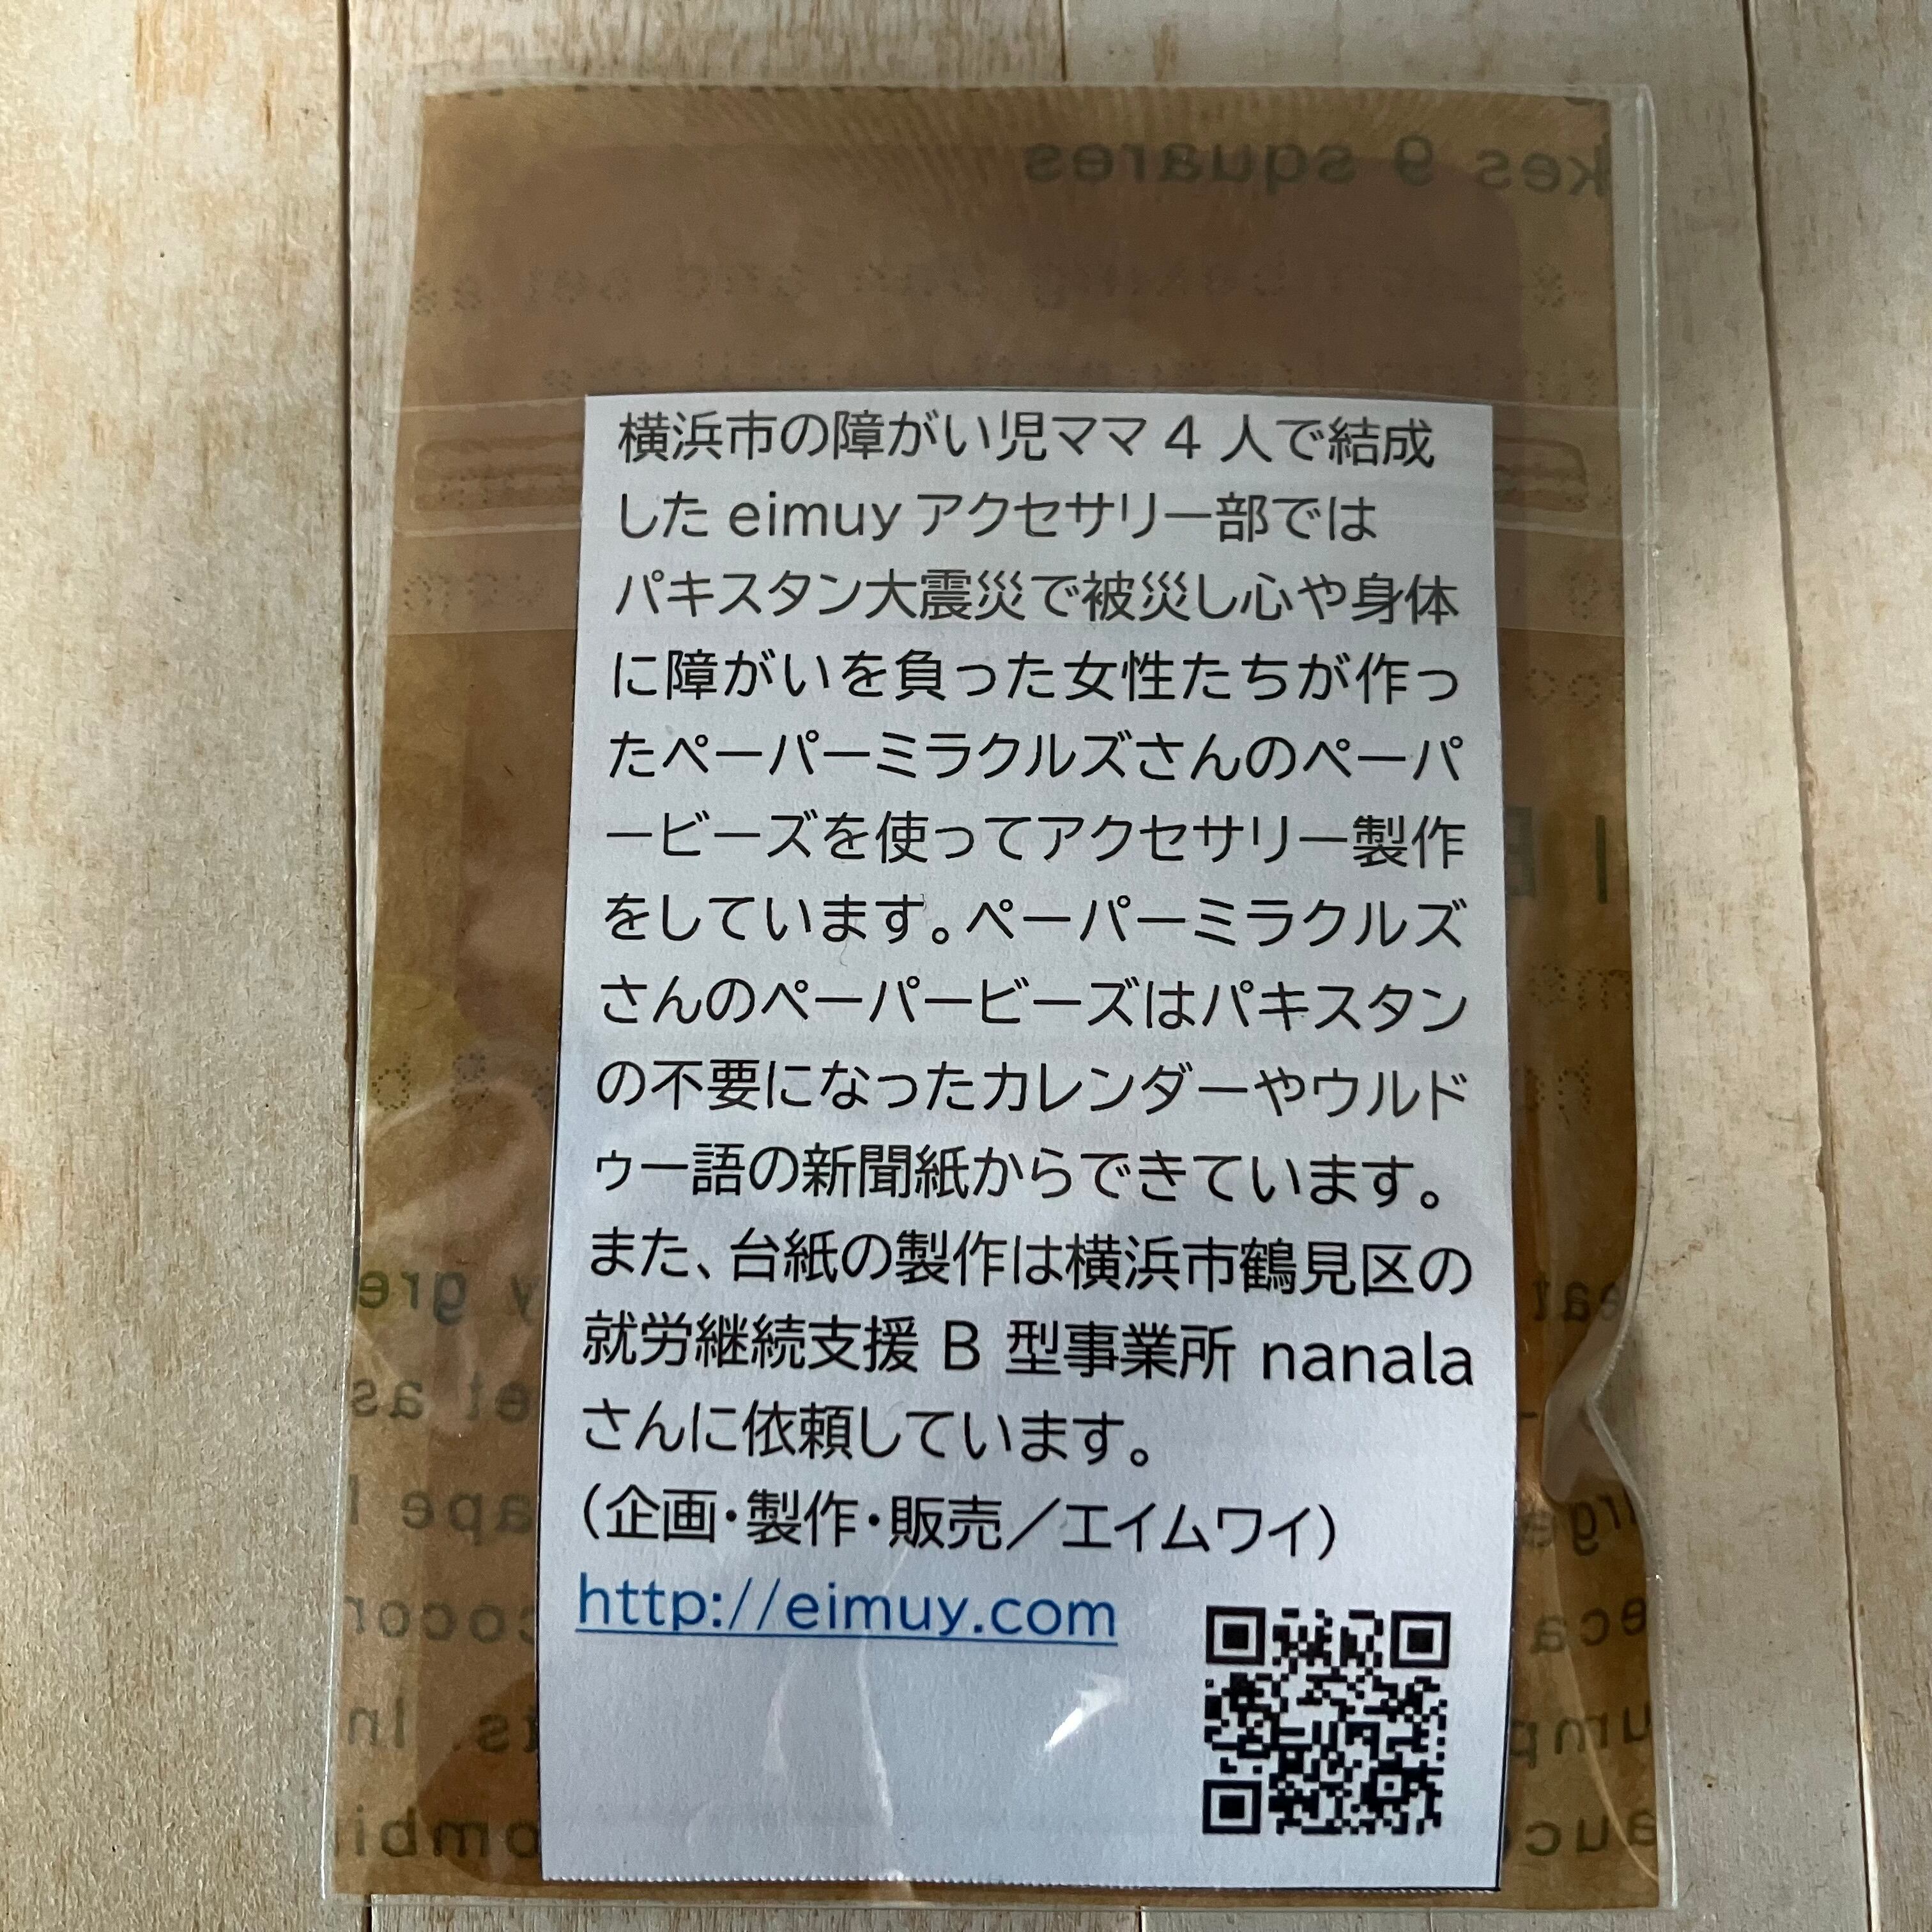 kes 9 squares
横浜市の障がい児ママ 4 人で結成
した eimuy アクセサリー部では
パキスタン大震災で被災し心や身体
に障がいを負った女性たちが作っ
たペーパーミラクルズさんのペーパ
ービーズを使ってアクセサリー製作
をしています。ペーパーミラクルズ
さんのペーパービーズはパキスタン
の不要になったカレンダーやウルド
ゥー語の新聞紙からできています。
また、台紙の製作は横浜市鶴見区の
就労継続支援 B 型事業所 nanala
さんに依頼しています。
（企画・製作・販売／エイムワイ）
http://eimuy.com